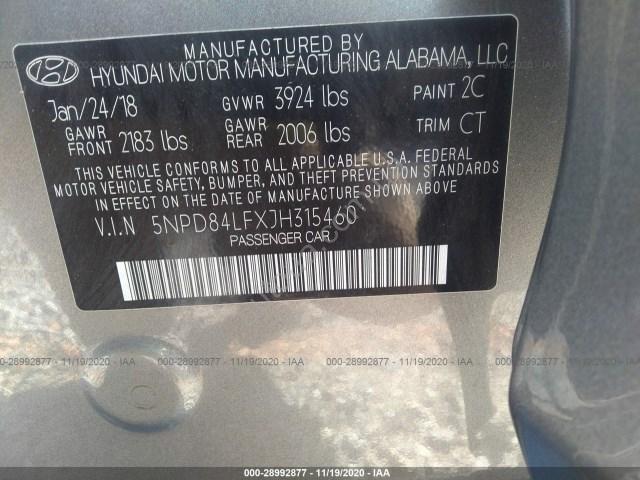 MANUFACTURED BY
HYUNDAI MOTOR MANUFACTURING ALABAMA, LLC
Jan/24/18 GVWR 3924 lbs PAINT 2C
GAWR FRONT 2183 lbs GAWR REAR 2006 lbs TRIM CT
THIS VEHICLE CONFORMS TO ALL APPLICABLE U.S.A. FEDERAL
MOTOR VEHICLE SAFETY, BUMPER, AND THEFT PREVENTION STANDARDS
IN EFFECT ON THE DATE OF MANUFACTURE SHOWN ABOVE
V.I.N 5NPD84LFXJH315460
PASSENGER CAR
000-28992877 • 11/19/2020 • IAA